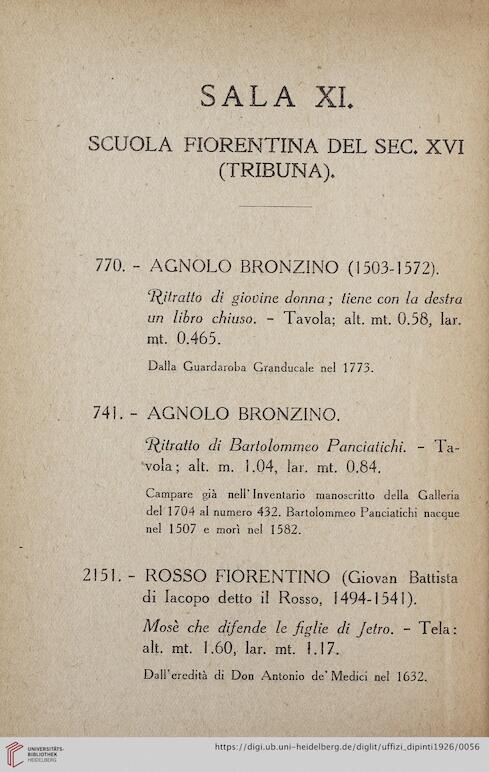 SALA XI.
SCUOLA FIORENTINA DEL SEC. XVI
(TRIBUNA).
770. - AGNOLO BRONZINO (1503-1572).
Ritratto di giovine donna; tiene con la destra
un libro chiuso. - Tavola; alt. mt. 0.58, lar.
mt. 0.465.
Dalla Guardaroba Granducale nel 1773.
741. - AGNOLO BRONZINO.
Ritratto di Bartolommeo Panciatichi. - Ta-
vola; alt. m. 1.04, lar. mt. 0.84.
Campare già nell'Inventario manoscritto della Galleria
del 1704 al numero 432. Bartolommeo Panciatichi nacque
nel 1507 e morì nel 1582.
2151. - ROSSO FIORENTINO (Giovan Battista
di Iacopo detto il Rosso, 1494-1541).
Mosè che difende le figlie di Jetro. - Tela:
alt. mt. 1.60, lar. mt. 1.17.
Dall'eredità di Don Antonio de' Medici nel 1632.
UNIVERSITÄTS-
BIBLIOTHEK
HEIDELBERG
https://digi.ub.uni-heidelberg.de/diglit/uffizi_dipinti1926/0056